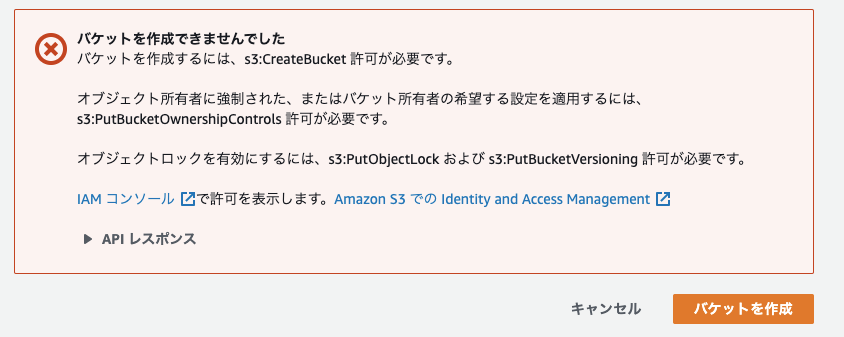 バケットを作成できませんでした
バケットを作成するには、s3:CreateBucket 許可が必要です。
オブジェクト所有者に強制された、またはバケット所有者の希望する設定を適用するには、
s3:PutBucketOwnershipControls 許可が必要です。
オブジェクトロックを有効にするには、s3:PutObjectLock および s3:PutBucketVersioning 許可が必要です。
IAM コンソール で許可を表示します。Amazon S3 での Identity and Access Management
API レスポンス
キャンセル バケットを作成